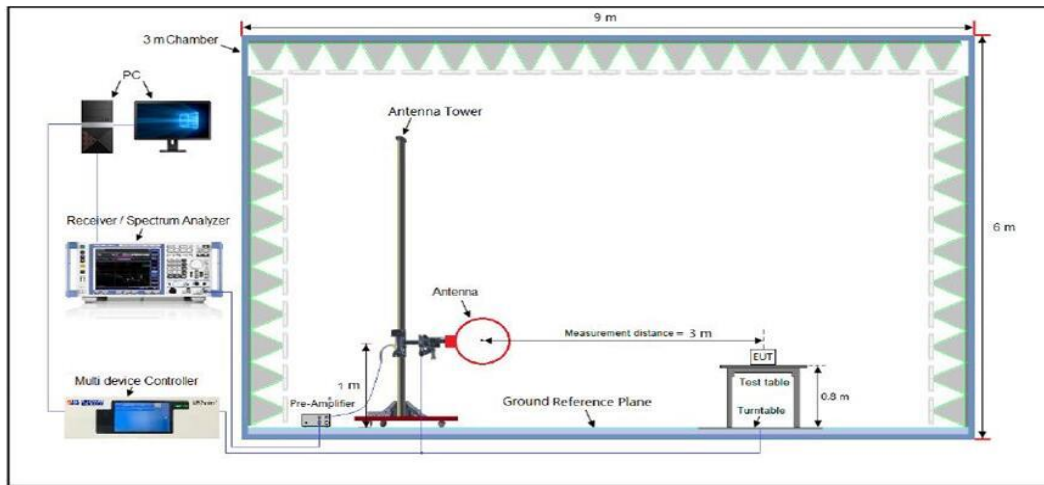 9 m
3 m Chamber
PC
Antenna Tower
Receiver / Spectrum Analyzer
6 m
Antenna
Measurement distance = 3 m
EUT
Multi device Controller
1 m
Test table
0.8 m
Pre-Amplifier
Ground Reference Plane
Turntable